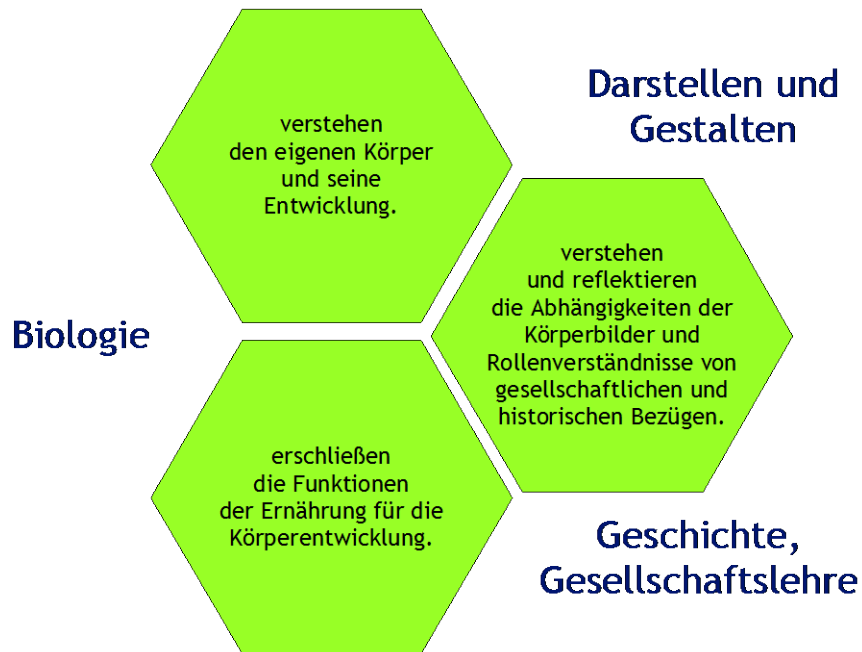 verstehen
den eigenen Körper
und seine
Entwicklung.
Darstellen und
Gestalten
verstehen
und reflektieren
die Abhängigkeiten der
Körperbilder und
Rollenverständnisse von
gesellschaftlichen und
historischen Bezügen.
Biologie
erschließen
die Funktionen
der Ernährung für die
Körperentwicklung.
Geschichte,
Gesellschaftslehre